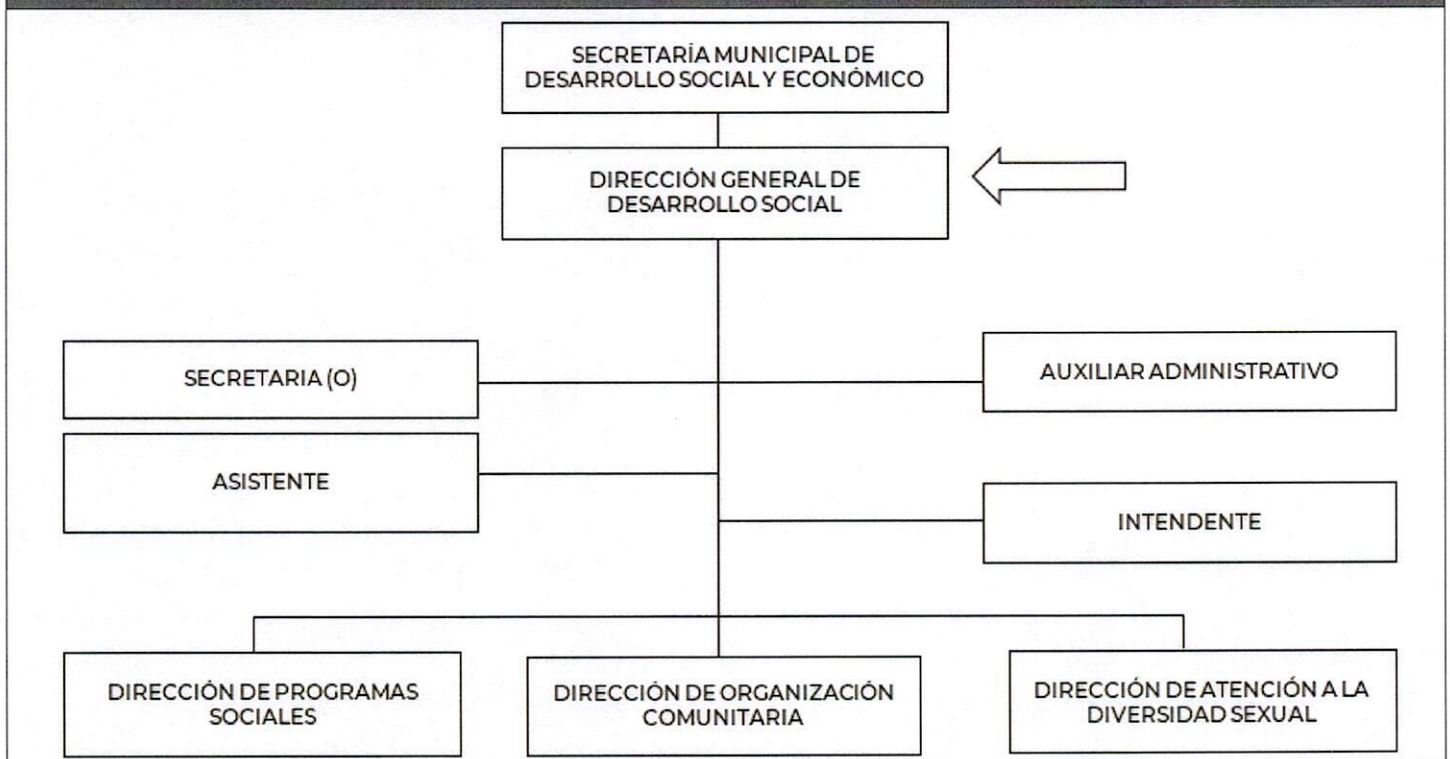 SECRETARÍA MUNICIPAL DE
DESARROLLO SOCIAL Y ECONÓMICO
DIRECCIÓN GENERAL DE
DESARROLLO SOCIAL
SECRETARIA (O)
AUXILIAR ADMINISTRATIVO
ASISTENTE
INTENDENTE
DIRECCIÓN DE PROGRAMAS
SOCIALES
DIRECCIÓN DE ORGANIZACIÓN
COMUNITARIA
DIRECCIÓN DE ATENCIÓN A LA
DIVERSIDAD SEXUAL